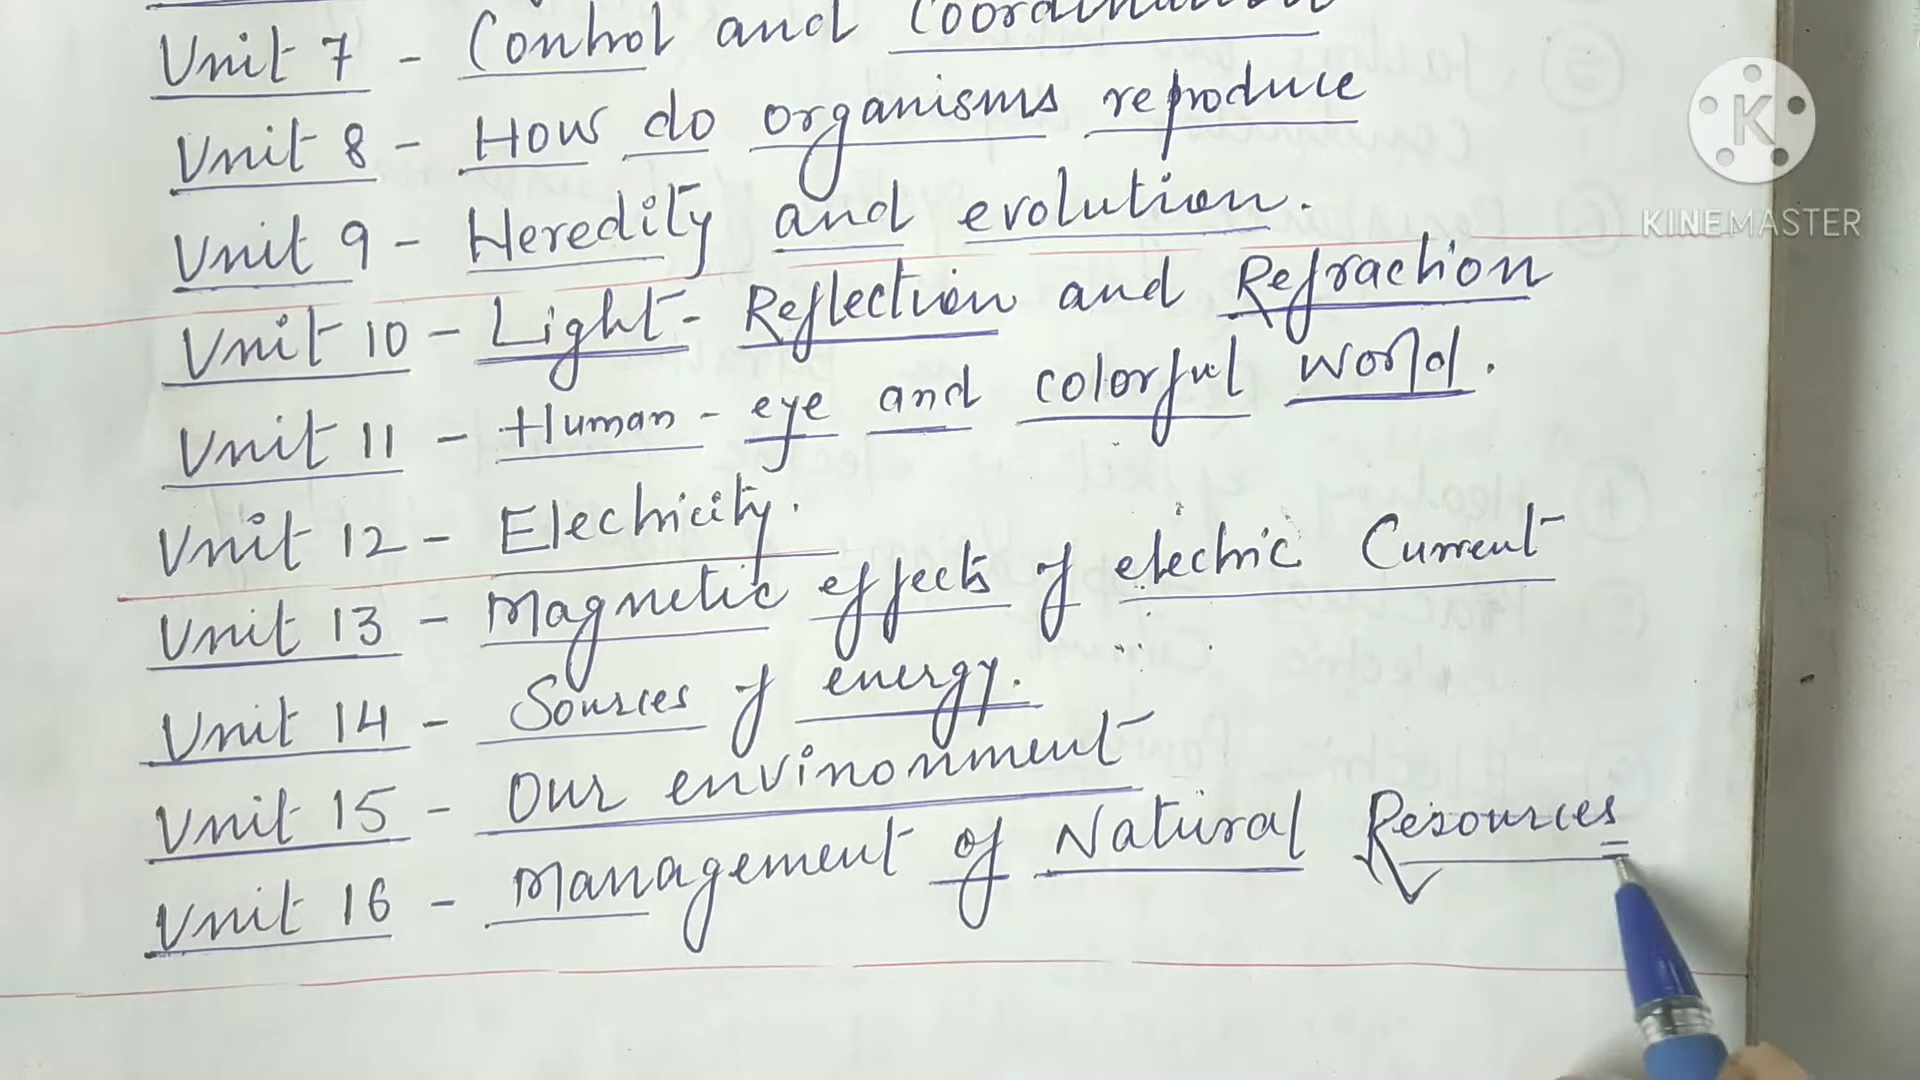 Unit 7 - Control and Coordination
Unit 8 - How do organisms reproduce
Unit 9 - Heredity and evolution.
Unit 10 - Light - Reflection and Refraction
Unit 11 - Human - eye and colorful world.
Unit 12 - Electricity.
Unit 13 - Magnetic effects of electric Current
Unit 14 - Sources of energy.
Unit 15 - Our environment
Unit 16 - Management of Natural Resources
K
KINEMASTER